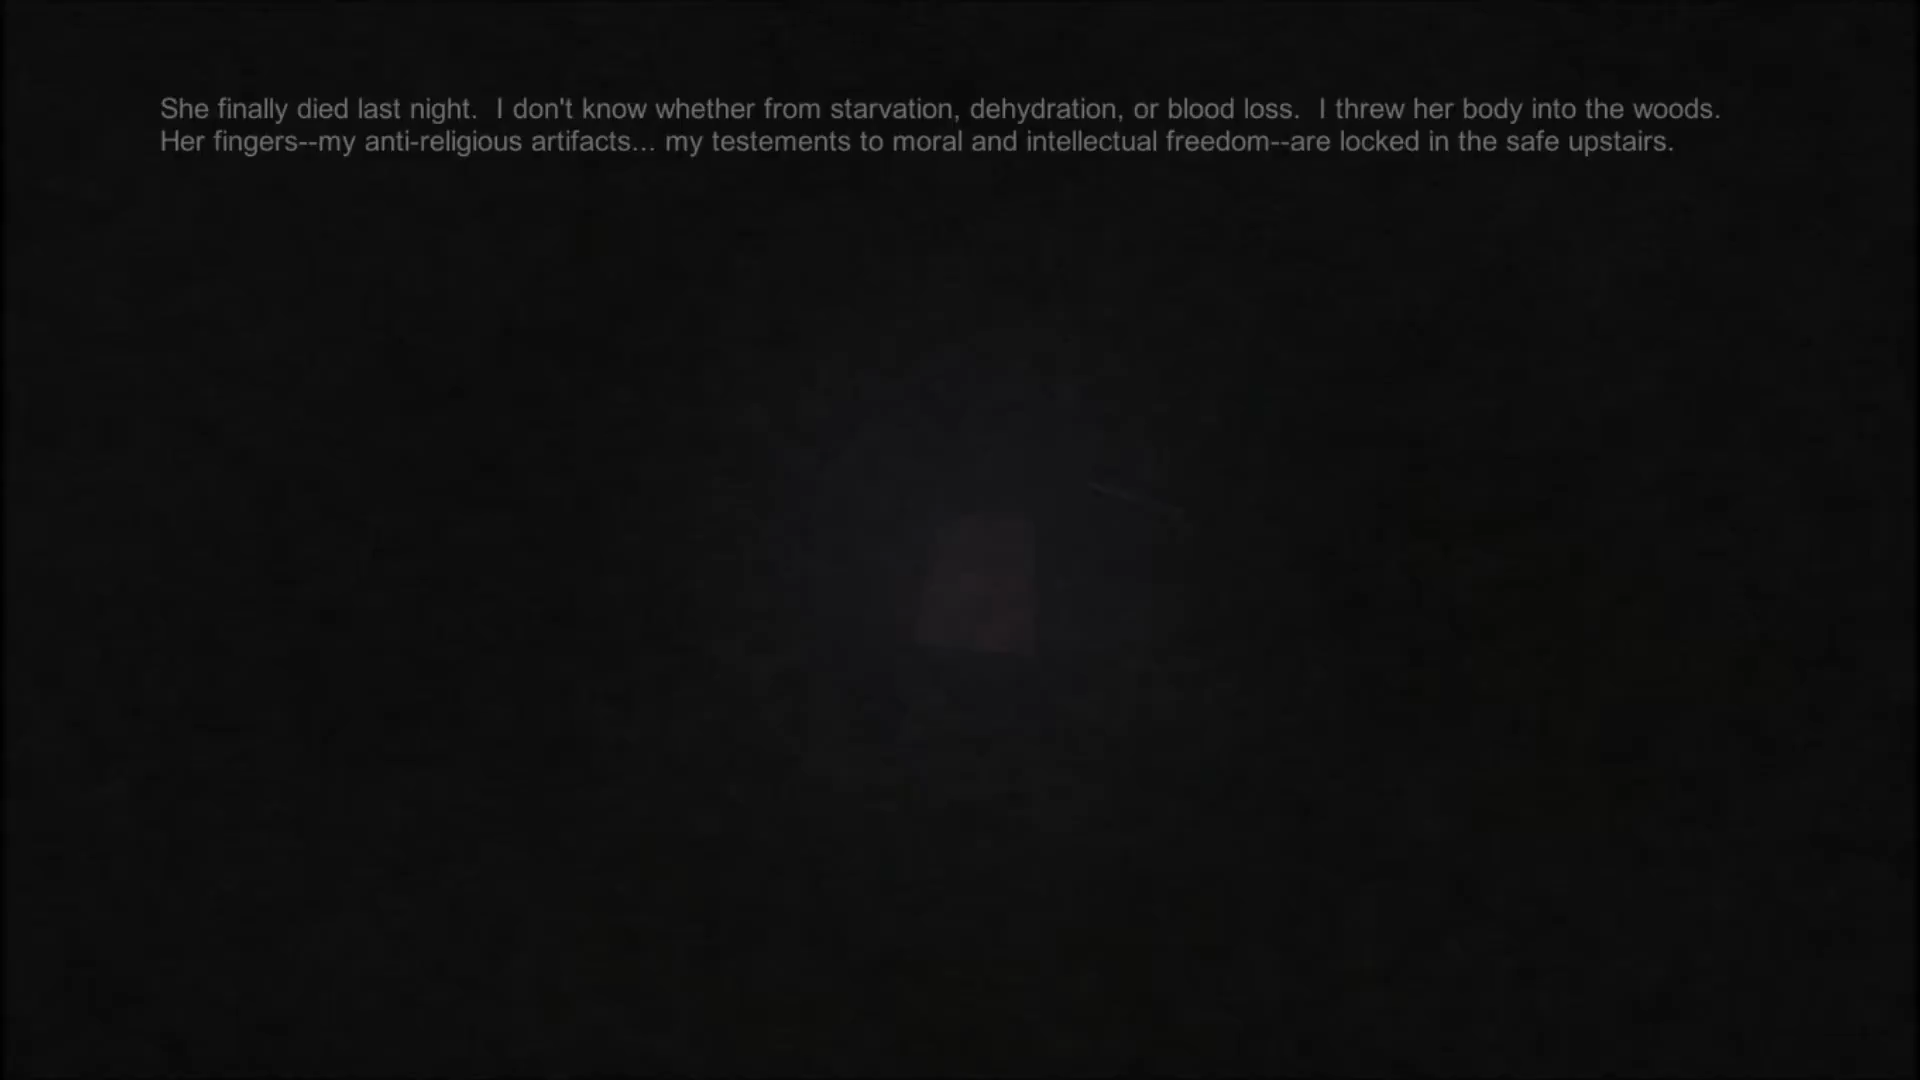 She finally died last night.  I don't know whether from starvation, dehydration, or blood loss.  I threw her body into the woods.
Her fingers--my anti-religious artifacts... my testements to moral and intellectual freedom--are locked in the safe upstairs.